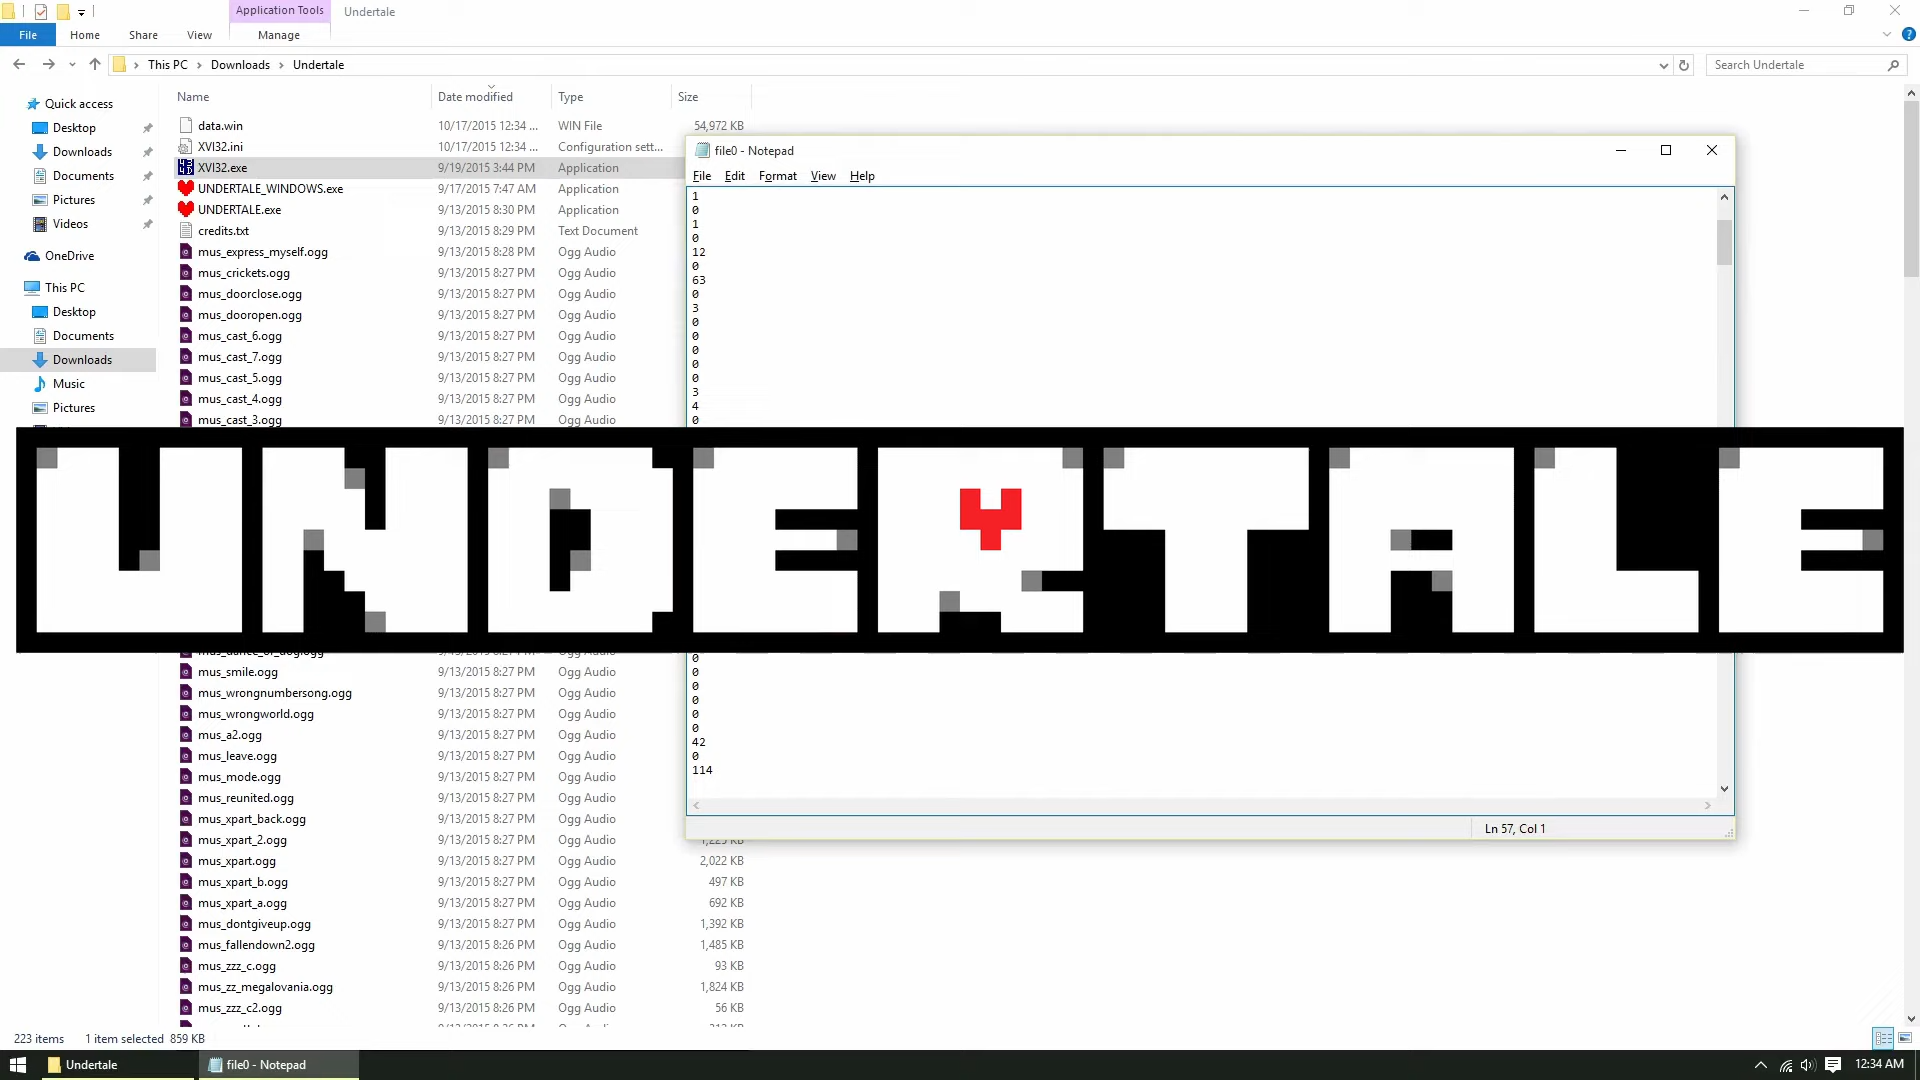 Application Tools
Undertale
File
Home
Share
View
Manage
This PC
Downloads
Undertale
Search Undertale
Name
Date modified
Type
Size
Quick access
Desktop
Downloads
Documents
Pictures
Videos
OneDrive
This PC
Desktop
Documents
Downloads
Music
Pictures
data.win 10/17/2015 12:34 ... WIN File 54,972 KB
XVI32.ini 10/17/2015 12:34 ... Configuration sett...
XVI32.exe 9/19/2015 3:44 PM Application
UNDERTALE_WINDOWS.exe 9/17/2015 7:47 AM Application
UNDERTALE.exe 9/13/2015 8:30 PM Application
credits.txt 9/13/2015 8:29 PM Text Document
mus_express_myself.ogg 9/13/2015 8:28 PM Ogg Audio
mus_crickets.ogg 9/13/2015 8:27 PM Ogg Audio
mus_doorclose.ogg 9/13/2015 8:27 PM Ogg Audio
mus_dooropen.ogg 9/13/2015 8:27 PM Ogg Audio
mus_cast_6.ogg 9/13/2015 8:27 PM Ogg Audio
mus_cast_7.ogg 9/13/2015 8:27 PM Ogg Audio
mus_cast_5.ogg 9/13/2015 8:27 PM Ogg Audio
mus_cast_4.ogg 9/13/2015 8:27 PM Ogg Audio
mus_cast_3.ogg 9/13/2015 8:27 PM Ogg Audio
file0 - Notepad
File Edit Format View Help
1
0
1
0
12
0
63
0
3
0
0
0
0
0
3
4
0
UNDERTALE
mus_smile.ogg 9/13/2015 8:27 PM Ogg Audio
mus_wrongnumbersong.ogg 9/13/2015 8:27 PM Ogg Audio
mus_wrongworld.ogg 9/13/2015 8:27 PM Ogg Audio
mus_a2.ogg 9/13/2015 8:27 PM Ogg Audio
mus_leave.ogg 9/13/2015 8:27 PM Ogg Audio
mus_mode.ogg 9/13/2015 8:27 PM Ogg Audio
mus_reunited.ogg 9/13/2015 8:27 PM Ogg Audio
mus_xpart_back.ogg 9/13/2015 8:27 PM Ogg Audio
mus_xpart_2.ogg 9/13/2015 8:27 PM Ogg Audio
mus_xpart.ogg 9/13/2015 8:27 PM Ogg Audio 2,022 KB
mus_xpart_b.ogg 9/13/2015 8:27 PM Ogg Audio 497 KB
mus_xpart_a.ogg 9/13/2015 8:27 PM Ogg Audio 692 KB
mus_dontgiveup.ogg 9/13/2015 8:27 PM Ogg Audio 1,392 KB
mus_fallendown2.ogg 9/13/2015 8:26 PM Ogg Audio 1,485 KB
mus_zzz_c.ogg 9/13/2015 8:26 PM Ogg Audio 93 KB
mus_zz_megalovania.ogg 9/13/2015 8:26 PM Ogg Audio 1,824 KB
mus_zzz_c2.ogg 9/13/2015 8:26 PM Ogg Audio 56 KB
0
0
0
0
0
0
42
0
114
Ln 57, Col 1
223 items 1 item selected 859 KB
Undertale
file0 - Notepad
12:34 AM